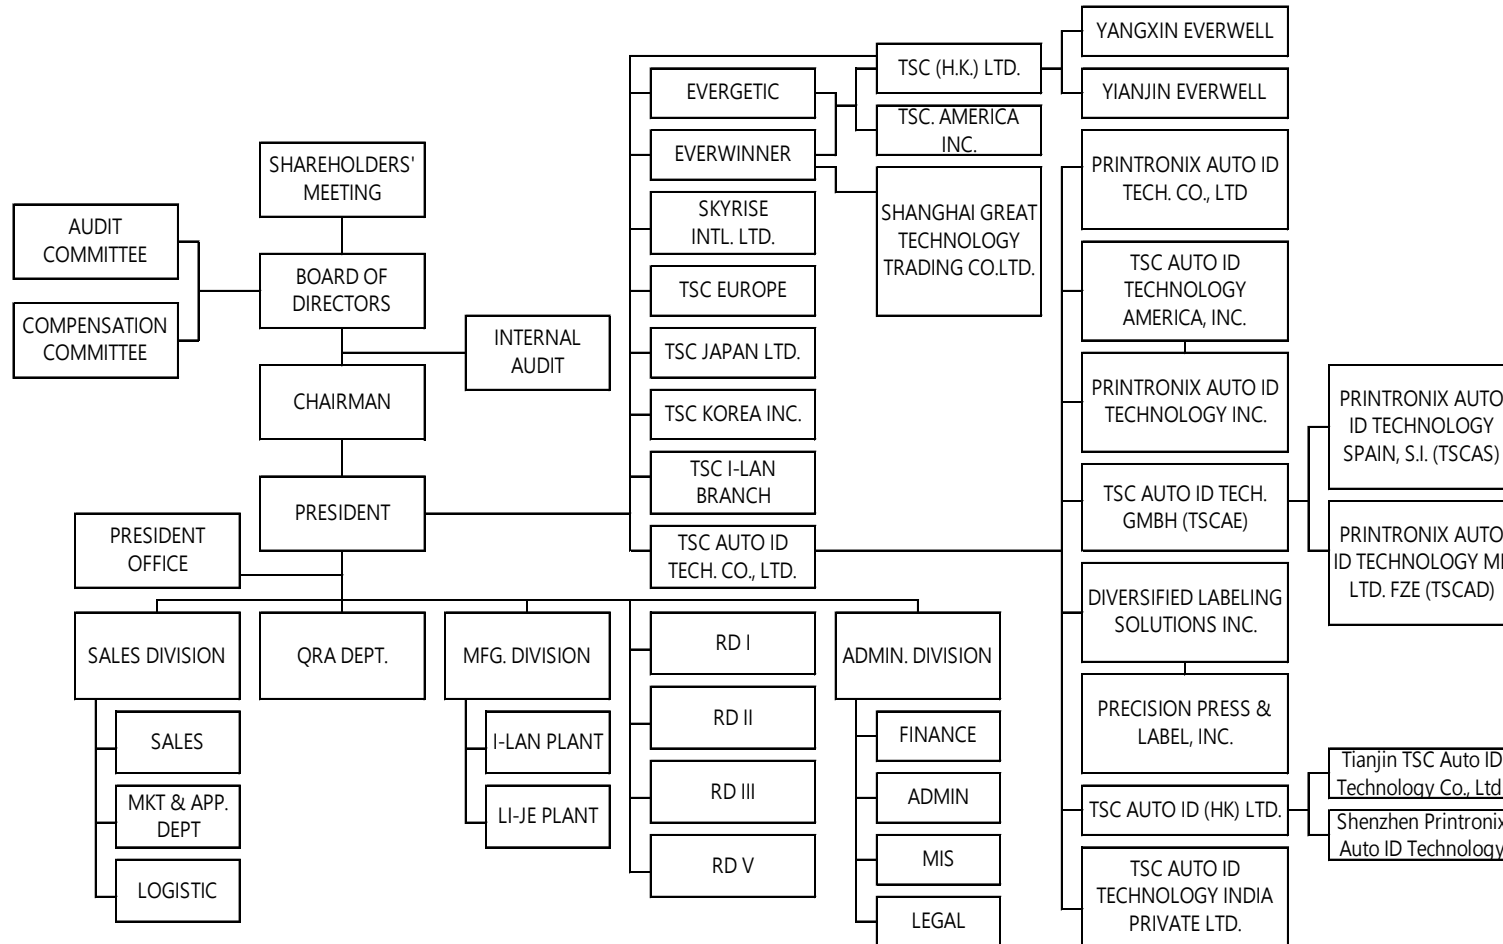 YANGXIN EVERWELL
TSC (H.K.) LTD.
EVERGETIC
YIANJIN EVERWELL
TSC. AMERICA
INC.
SHAREHOLDERS'
MEETING
EVERWINNER
PRINTRONIX AUTO ID
TECH. CO., LTD
AUDIT
COMMITTEE
SKYRISE
INTL. LTD.
SHANGHAI GREAT
TECHNOLOGY
TRADING CO.LTD.
BOARD OF
DIRECTORS
TSC EUROPE
TSC AUTO ID
TECHNOLOGY
AMERICA, INC.
COMPENSATION
COMMITTEE
INTERNAL
AUDIT
TSC JAPAN LTD.
CHAIRMAN
TSC KOREA INC.
PRINTRONIX AUTO ID
TECHNOLOGY INC.
PRINTRONIX AUTO
ID TECHNOLOGY
SPAIN, S.I. (TSCAS)
TSC I-LAN
BRANCH
PRESIDENT
TSC AUTO ID TECH.
GMBH (TSCAE)
PRESIDENT
OFFICE
TSC AUTO ID
TECH. CO., LTD.
PRINTRONIX AUTO
ID TECHNOLOGY
LTD. FZE (TSCAD)
DIVERSIFIED LABELING
SOLUTIONS INC.
SALES DIVISION
QRA DEPT.
MFG. DIVISION
RD I
ADMIN. DIVISION
SALES
I-LAN PLANT
RD II
FINANCE
PRECISION PRESS &
LABEL, INC.
MKT & APP.
DEPT
LI-JE PLANT
RD III
ADMIN
TSC AUTO ID (HK) LTD.
Tianjin TSC Auto ID
Technology Co., Ltd
Shenzhen Printronix
Auto ID Technology
LOGISTIC
RD V
MIS
TSC AUTO ID
TECHNOLOGY INDIA
PRIVATE LTD.
LEGAL